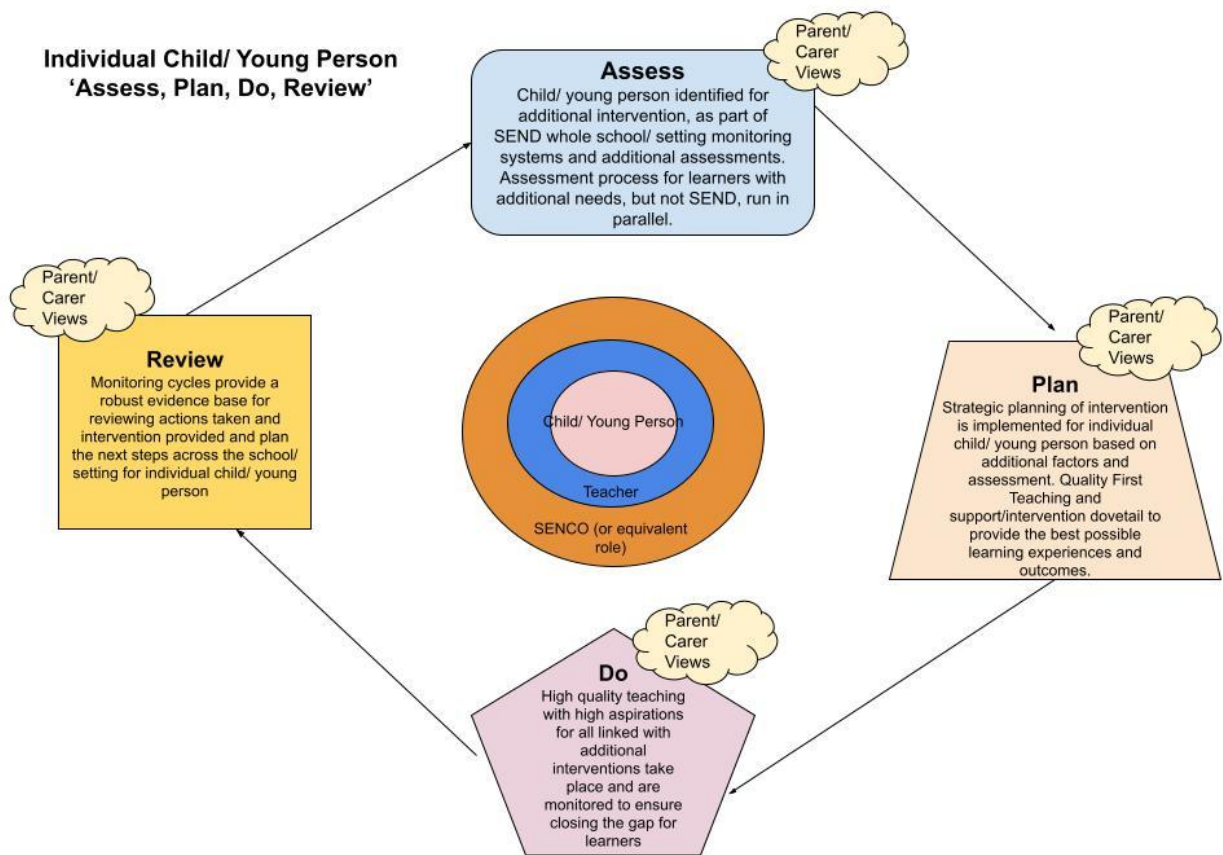 Individual Child/ Young Person
‘Assess, Plan, Do, Review’
Parent/
Carer
Views
Assess
Child/ young person identified for
additional intervention, as part of
SEND whole school/ setting monitoring
systems and additional assessments.
Assessment process for learners with
additional needs, but not SEND, run in
parallel.
Parent/
Carer
Views
Plan
Strategic planning of intervention
is implemented for individual
child/ young person based on
additional factors and
assessment. Quality First
Teaching and
support/intervention dovetail to
provide the best possible
learning experiences and
outcomes.
Parent/
Carer
Views
Do
High quality teaching
with high aspirations
for all linked with
additional
interventions take
place and are
monitored to ensure
closing the gap for
learners
Parent/
Carer
Views
Review
Monitoring cycles provide a
robust evidence base for
reviewing actions taken and
intervention provided and plan
the next steps across the school/
setting for individual child/ young
person
Child/ Young Person
Teacher
SENCO (or equivalent
role)